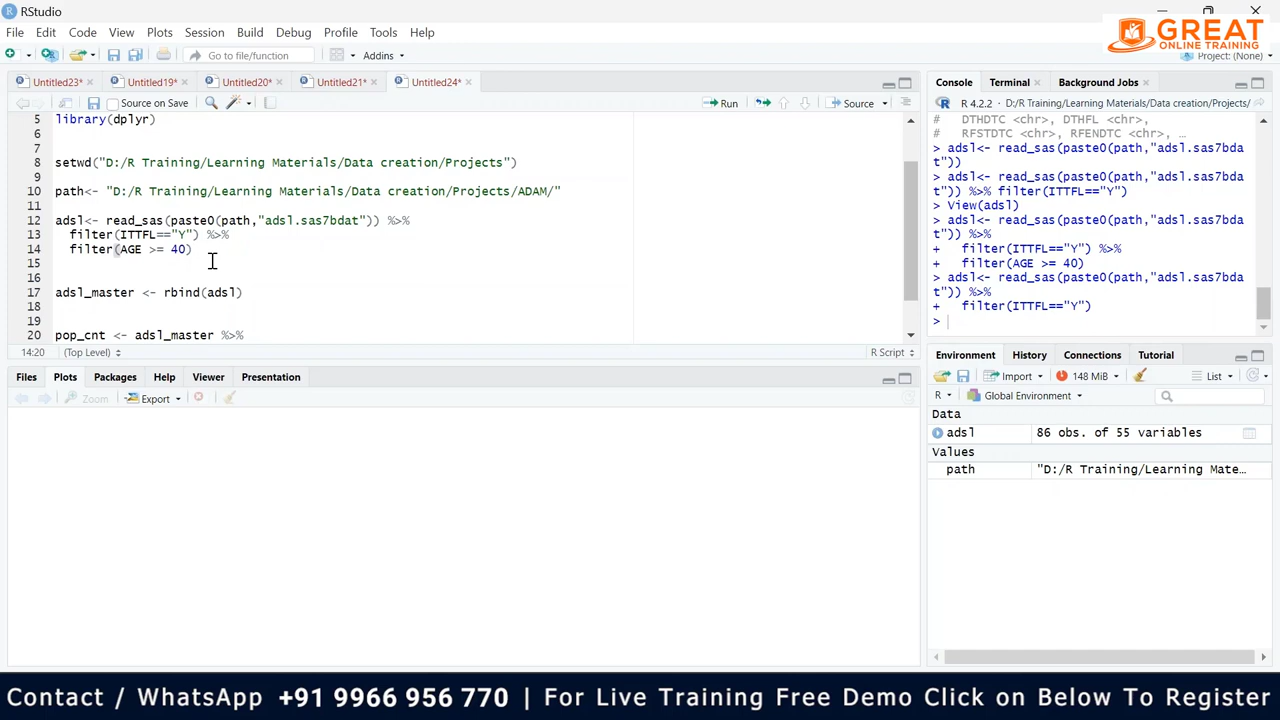 RStudio
File Edit Code View Plots Session Build Debug Profile Tools Help
GREAT
ONLINE TRAINING
Go to file/function
Addins
Project: (None)
Untitled23* Untitled19* Untitled20* Untitled21* Untitled24*
Source on Save
Run
Source
5 library(dplyr)
6
7
8 setwd("D:/R Training/Learning Materials/Data creation/Projects")
9
10 path<- "D:/R Training/Learning Materials/Data creation/Projects/ADAM/"
11
12 adsl<- read_sas(paste0(path,"adsl.sas7bdat")) %>%
13 filter(ITTFL=="Y") %>%
14 filter(AGE >= 40)
15
16
17 adsl_master <- rbind(adsl)
18
19
20 pop_cnt <- adsl_master %>%
14:20 (Top Level) R Script
Files Plots Packages Help Viewer Presentation
Zoom Export
Console Terminal Background Jobs
R 4.2.2 · D:/R Training/Learning Materials/Data creation/Projects/
# DTHDTC <chr>, DTHFL <chr>,
# RFSTDTC <chr>, RFENDTC <chr>, …
> adsl<- read_sas(paste0(path,"adsl.sas7bda
t"))
> adsl<- read_sas(paste0(path,"adsl.sas7bda
t")) %>% filter(ITTFL=="Y")
> View(adsl)
> adsl<- read_sas(paste0(path,"adsl.sas7bda
t")) %>%
+ filter(ITTFL=="Y") %>%
+ filter(AGE >= 40)
> adsl<- read_sas(paste0(path,"adsl.sas7bda
t")) %>%
+ filter(ITTFL=="Y")
>
Environment History Connections Tutorial
Import 148 MiB List
R Global Environment
Data
adsl 86 obs. of 55 variables
Values
path "D:/R Training/Learning Mate…
Contact / WhatsApp +91 9966 956 770 | For Live Training Free Demo Click on Below To Register